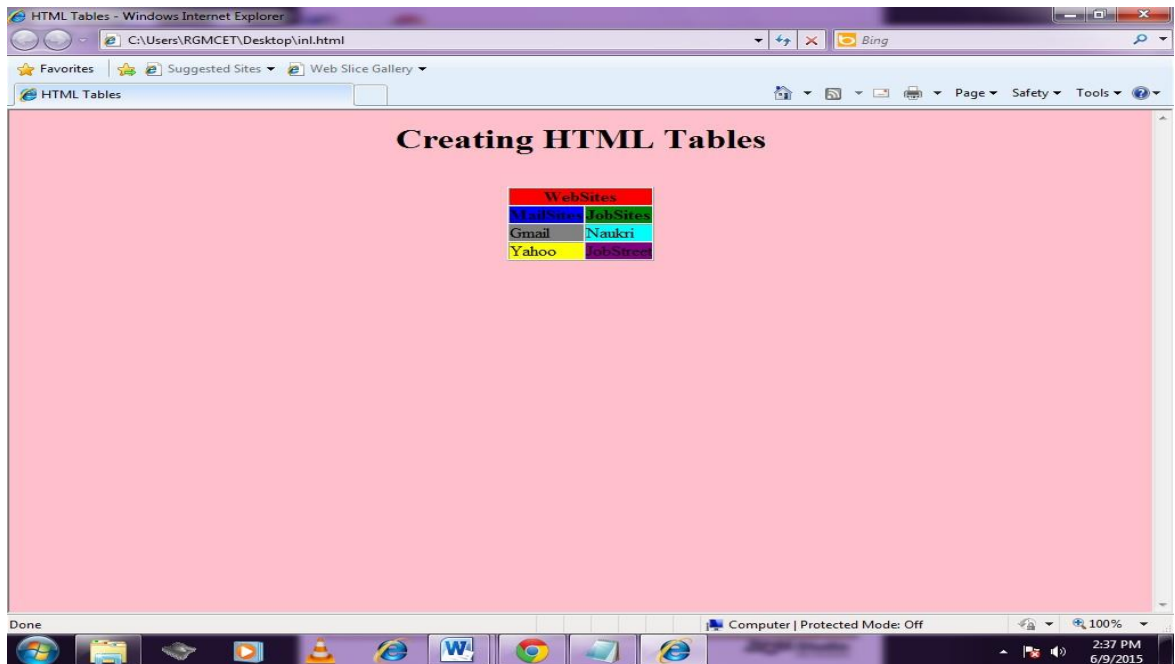 HTML Tables - Windows Internet Explorer
C:\Users\RGMCET\Desktop\inl.html Bing
Favorites Suggested Sites Web Slice Gallery
HTML Tables Page Safety Tools
Creating HTML Tables
WebSites
MailSites JobSites
Gmail Naukri
Yahoo JobStreet
Done Computer | Protected Mode: Off 100%
W
2:37 PM
6/9/2015